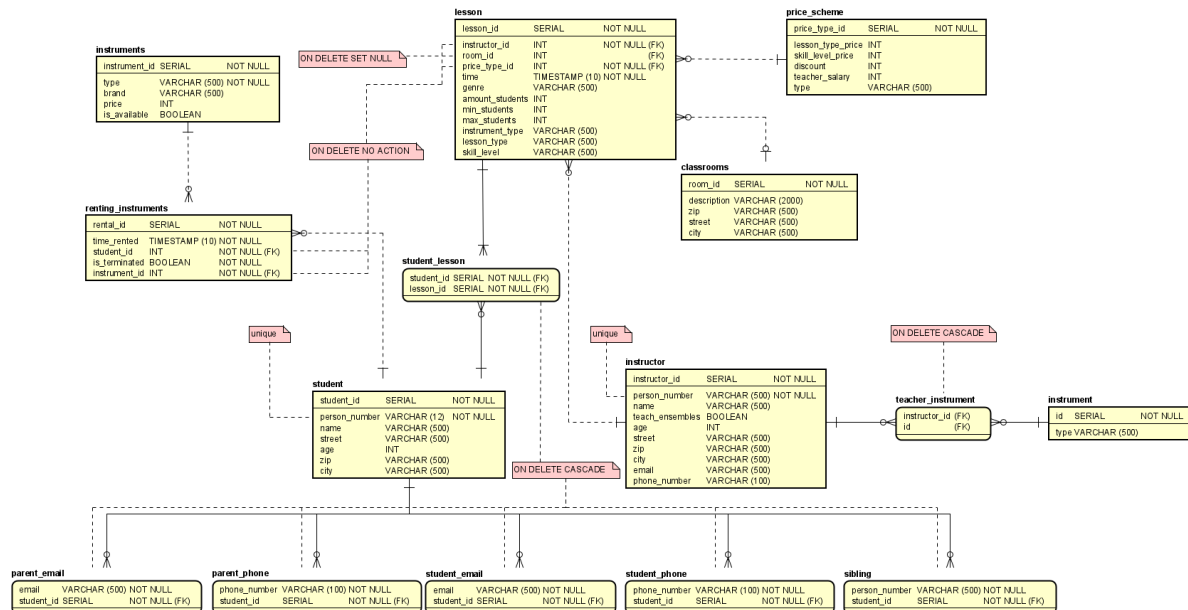 lesson
lesson_id SERIAL NOT NULL
instructor_id INT NOT NULL (FK)
room_id INT (FK)
price_type_id INT NOT NULL (FK)
time TIMESTAMP (10) NOT NULL
genre VARCHAR (500)
amount_students INT
min_students INT
max_students INT
instrument_type VARCHAR (500)
lesson_type VARCHAR (500)
skill_level VARCHAR (500)
price_scheme
price_type_id SERIAL NOT NULL
lesson_type_price INT
skill_level_price INT
discount INT
teacher_salary INT
type VARCHAR (500)
instruments
instrument_id SERIAL NOT NULL
type VARCHAR (500) NOT NULL
brand VARCHAR (500)
price INT
is_available BOOLEAN
ON DELETE SET NULL
ON DELETE NO ACTION
classrooms
room_id SERIAL NOT NULL
description VARCHAR (2000)
zip VARCHAR (500)
street VARCHAR (500)
city VARCHAR (500)
renting_instruments
rental_id SERIAL NOT NULL
time_rented TIMESTAMP (10) NOT NULL
student_id INT NOT NULL (FK)
is_terminated BOOLEAN NOT NULL
instrument_id INT NOT NULL (FK)
student_lesson
student_id SERIAL NOT NULL (FK)
lesson_id SERIAL NOT NULL (FK)
unique
unique
ON DELETE CASCADE
student
student_id SERIAL NOT NULL
person_number VARCHAR (12) NOT NULL
name VARCHAR (500)
street VARCHAR (500)
age INT
zip VARCHAR (500)
city VARCHAR (500)
instructor
instructor_id SERIAL NOT NULL
person_number VARCHAR (500) NOT NULL
name VARCHAR (500)
teach_ensembles BOOLEAN
age INT
street VARCHAR (500)
zip VARCHAR (500)
city VARCHAR (500)
email VARCHAR (500)
phone_number VARCHAR (100)
teacher_instrument
instructor_id (FK)
id (FK)
instrument
id SERIAL NOT NULL
type VARCHAR (500)
ON DELETE CASCADE
parent_email
email VARCHAR (500) NOT NULL
student_id SERIAL NOT NULL (FK)
parent_phone
phone_number VARCHAR (100) NOT NULL
student_id SERIAL NOT NULL (FK)
student_email
email VARCHAR (500) NOT NULL
student_id SERIAL NOT NULL (FK)
student_phone
phone_number VARCHAR (100) NOT NULL
student_id SERIAL NOT NULL (FK)
sibling
person_number VARCHAR (500) NOT NULL
student_id SERIAL NOT NULL (FK)